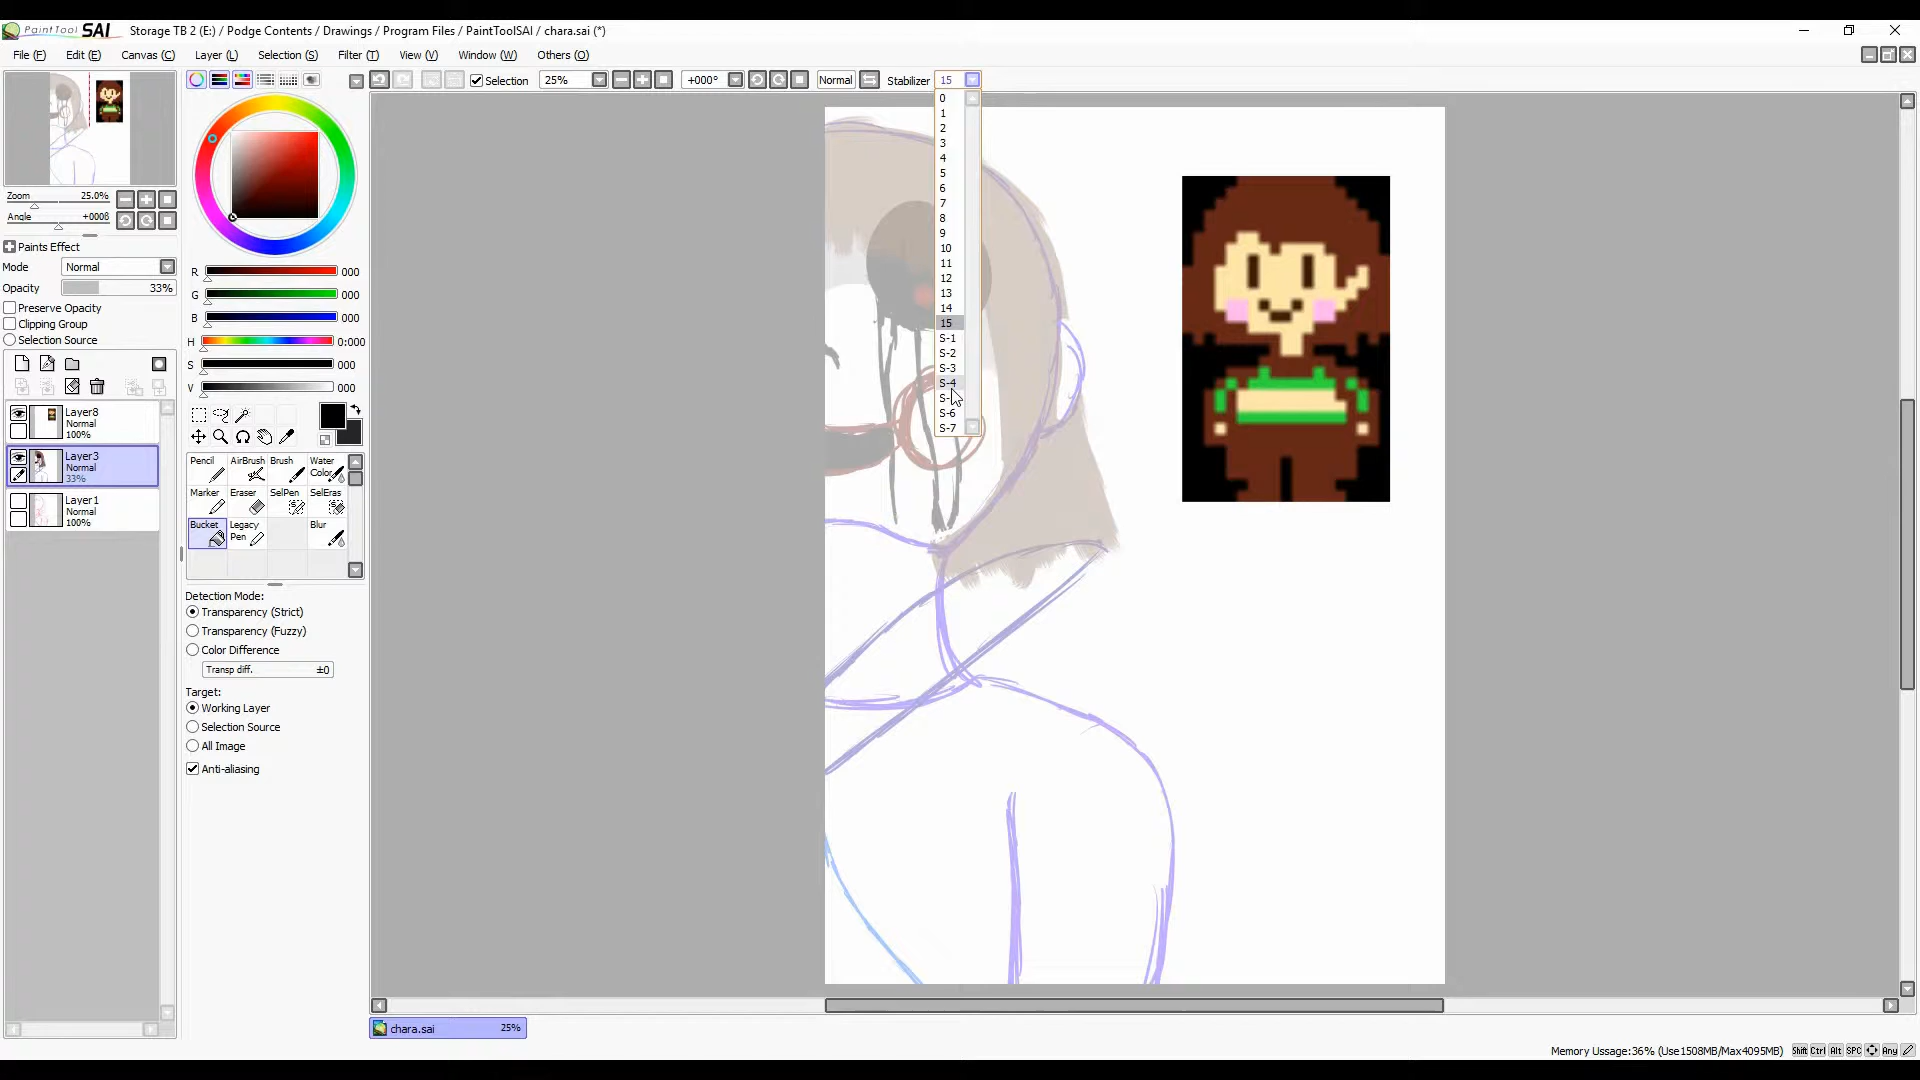 PaintTool SAI Storage TB 2 (E:) / Podge Contents / Drawings / Program Files / PaintToolSAI / chara.sai (*)
File (F) Edit (E) Canvas (C) Layer (L) Selection (S) Filter (T) View (V) Window (W) Others (O)
Selection 25% +000° Normal Stabilizer 15
0
1
2
3
4
5
6
7
8
9
10
11
12
13
14
15
S-1
S-2
S-3
S-4
S-6
S-7
Zoom 25.0%
Angle +000ß
Paints Effect
Mode Normal
Opacity 33%
Preserve Opacity
Clipping Group
Selection Source
Layer8
Normal
100%
Layer3
Normal
33%
Layer1
Normal
100%
R 000
G 000
B 000
H 0:000
S 000
V 000
Pencil AirBrush Brush Water Color
Marker Eraser SelPen SelEras
Bucket Legacy Pen Blur
Detection Mode:
Transparency (Strict)
Transparency (Fuzzy)
Color Difference
Transp diff. ±0
Target:
Working Layer
Selection Source
All Image
Anti-aliasing
chara.sai 25%
Memory Ussage:36% (Use1508MB/Max4095MB) Shift Ctrl Alt SPC Any